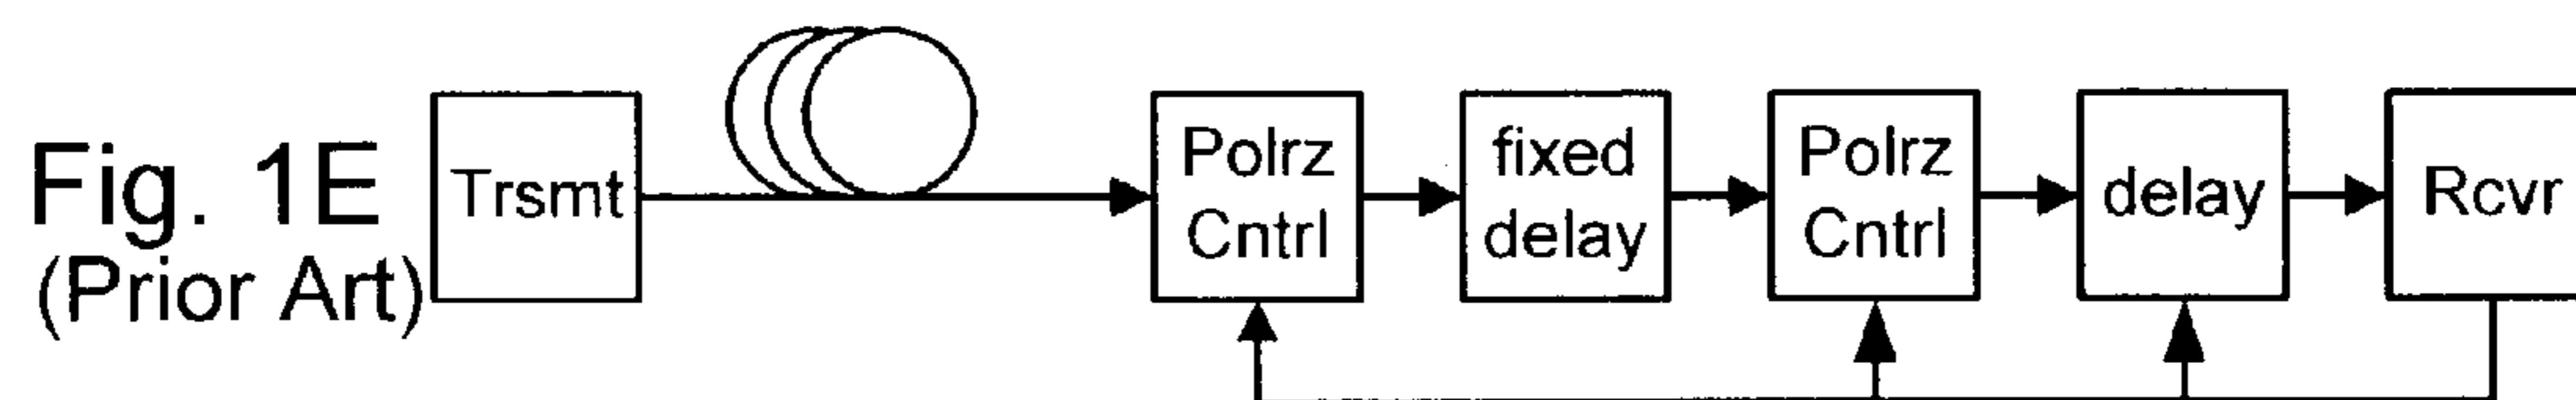 Fig. 1E
(Prior Art)
Trsmt
Polrz
Cntrl
fixed
delay
Polrz
Cntrl
delay
Rcvr